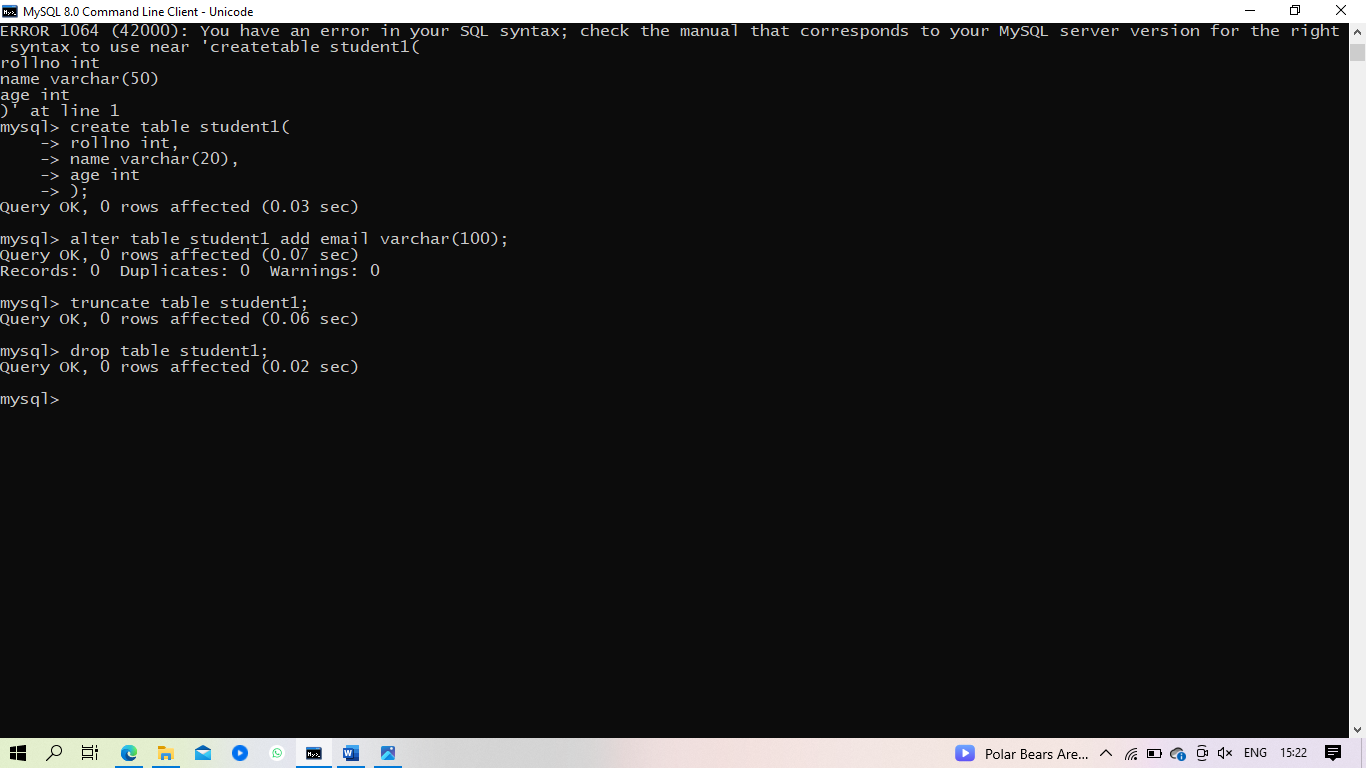 MySQL 8.0 Command Line Client - Unicode
ERROR 1064 (42000): You have an error in your SQL syntax; check the manual that corresponds to your MySQL server version for the right
 syntax to use near 'createtable student1(
rollno int
name varchar(50)
age int
)' at line 1
mysql> create table student1(
    -> rollno int,
    -> name varchar(20),
    -> age int
    -> );
Query OK, 0 rows affected (0.03 sec)

mysql> alter table student1 add email varchar(100);
Query OK, 0 rows affected (0.07 sec)
Records: 0  Duplicates: 0  Warnings: 0

mysql> truncate table student1;
Query OK, 0 rows affected (0.06 sec)

mysql> drop table student1;
Query OK, 0 rows affected (0.02 sec)

mysql>
Polar Bears Are... ENG 15:22